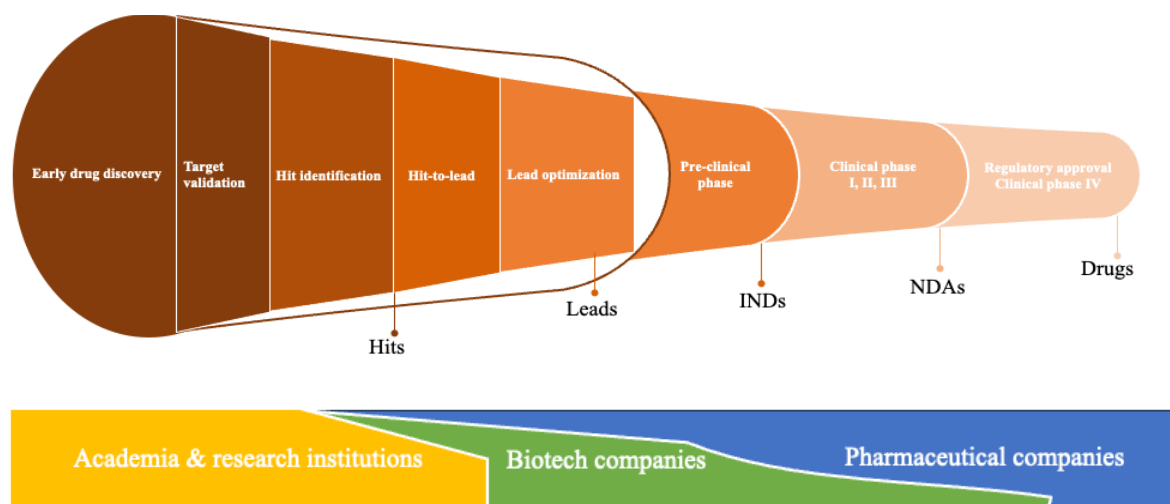 Early drug discovery
Target
validation
Hit identification
Hit-to-lead
Lead optimization
Pre-clinical
phase
Clinical phase
I, II, III
Regulatory approval
Clinical phase IV
Hits
Leads
INDs
NDAs
Drugs
Academia & research institutions
Biotech companies
Pharmaceutical companies